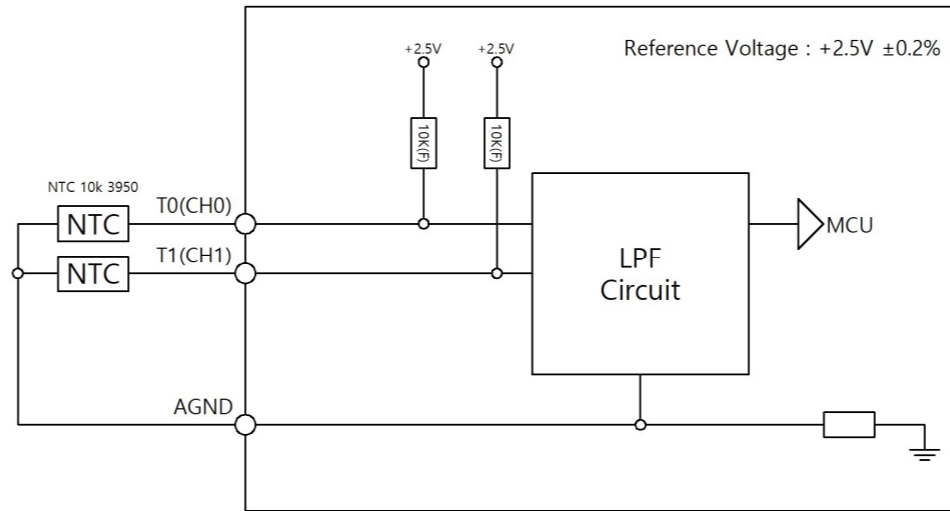 +2.5V
+2.5V
Reference Voltage : +2.5V ±0.2%
10K(F)
10K(F)
NTC 10k 3950
T0(CH0)
NTC
MCU
T1(CH1)
NTC
LPF
Circuit
AGND